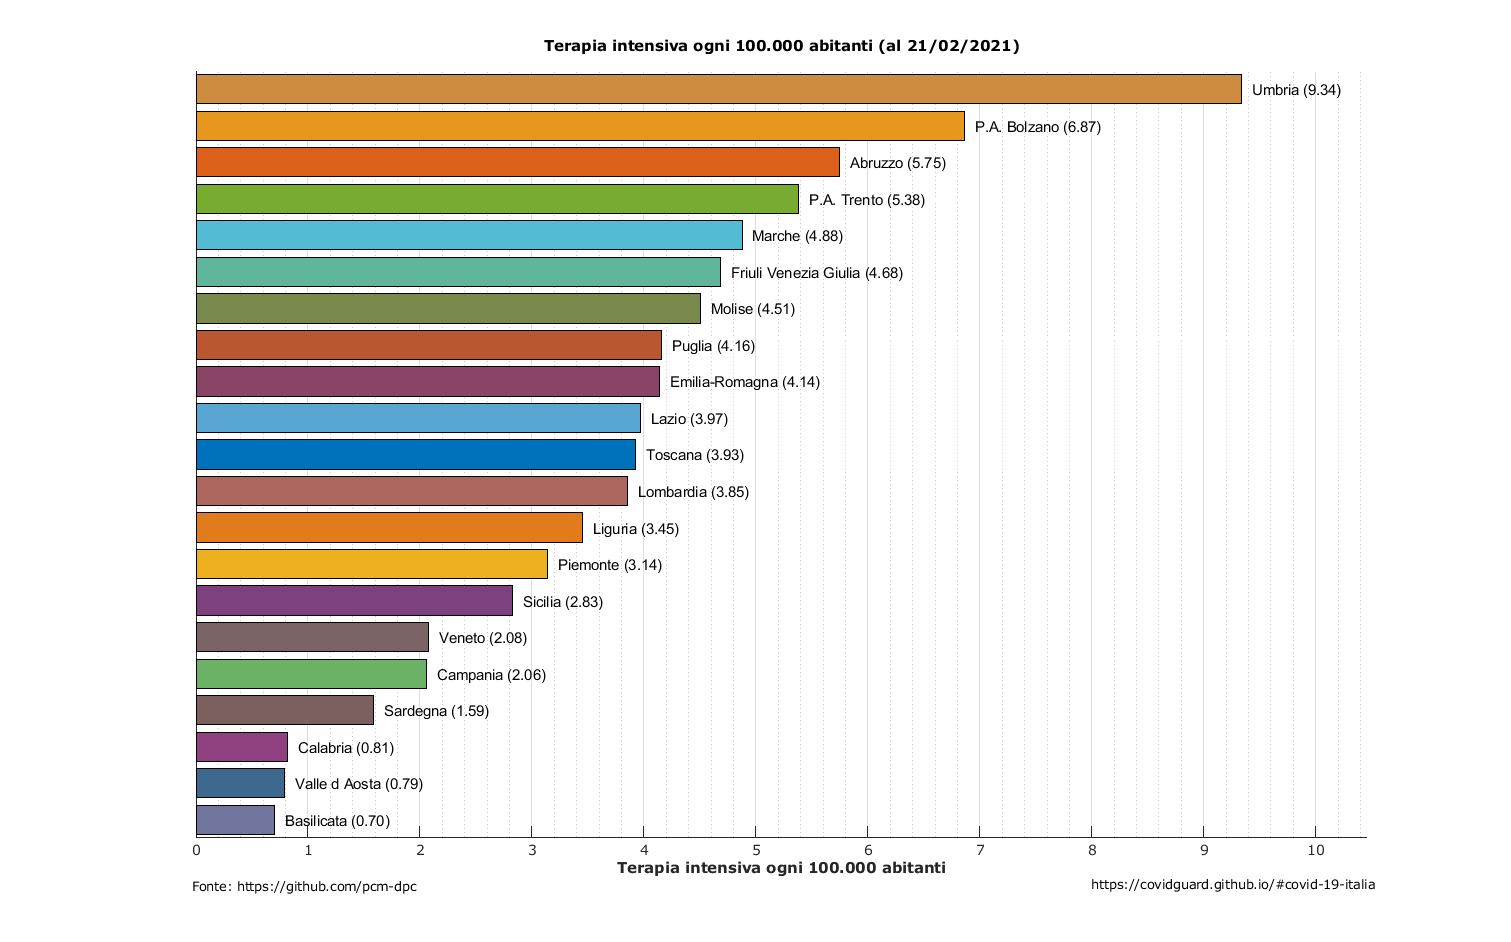 Terapia intensiva ogni 100.000 abitanti (al 21/02/2021)
Umbria (9.34)
P.A. Bolzano (6.87)
Abruzzo (5.75)
P.A. Trento (5.38)
Marche (4.88)
Friuli Venezia Giulia (4.68)
Molise (4.51)
Puglia (4.16)
Emilia-Romagna (4.14)
Lazio (3.97)
Toscana (3.93)
Lombardia (3.85)
Liguria (3.45)
Piemonte (3.14)
Sicilia (2.83)
Veneto (2.08)
Campania (2.06)
Sardegna (1.59)
Calabria (0.81)
Valle d Aosta (0.79)
Basilicata (0.70)
0 1 2 3 4 5 6 7 8 9 10
Terapia intensiva ogni 100.000 abitanti
Fonte: https://github.com/pcm-dpc
https://covidguard.github.io/#covid-19-italia